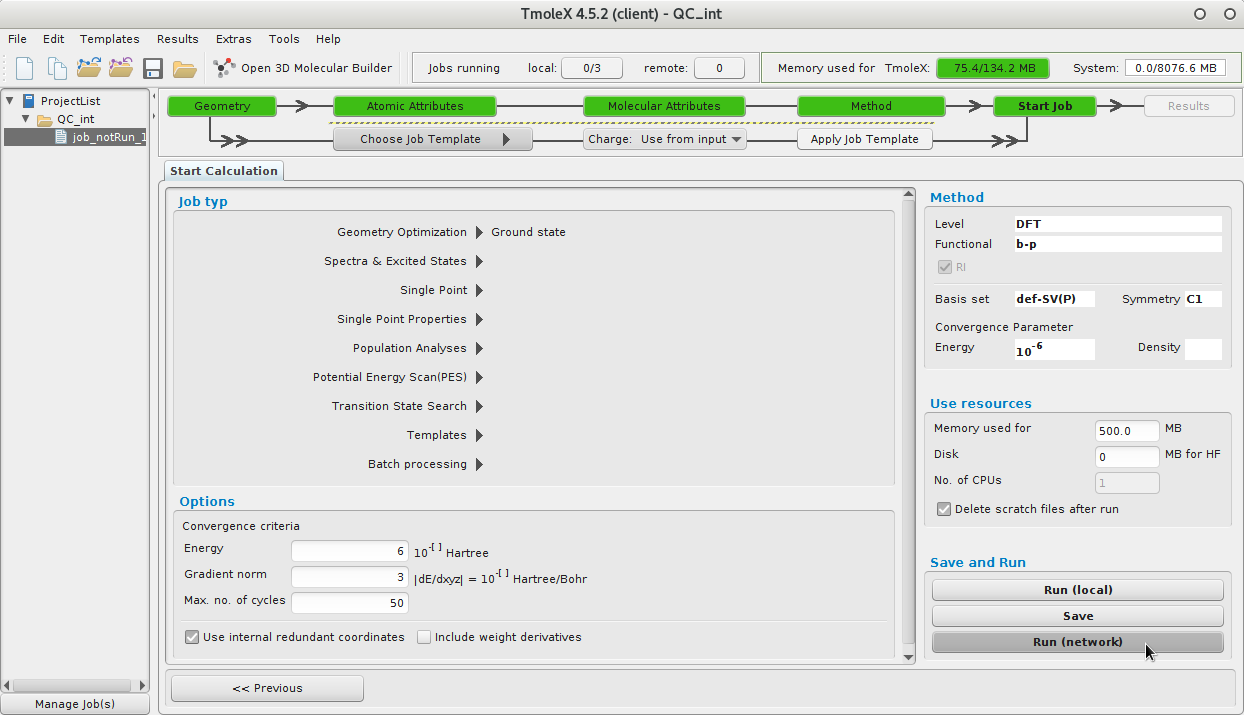 TmoleX 4.5.2 (client) - QC_int
File Edit Templates Results Extras Tools Help
Open 3D Molecular Builder Jobs running local: 0/3 remote: 0 Memory used for TmoleX: 75.4/134.2 MB System: 0.0/8076.6 MB
ProjectList
QC_int
job_notRun_1
Manage Job(s)
Geometry Atomic Attributes Molecular Attributes Method Start Job Results
Choose Job Template Charge: Use from input Apply Job Template
Start Calculation
Job typ
Geometry Optimization Ground state
Spectra & Excited States
Single Point
Single Point Properties
Population Analyses
Potential Energy Scan(PES)
Transition State Search
Templates
Batch processing
Options
Convergence criteria
Energy 6 10-[ ] Hartree
Gradient norm 3 |dE/dxyz| = 10-[ ] Hartree/Bohr
Max. no. of cycles 50
Use internal redundant coordinates Include weight derivatives
<< Previous
Method
Level DFT
Functional b-p
RI
Basis set def-SV(P) Symmetry C1
Convergence Parameter
Energy 10-6 Density
Use resources
Memory used for 500.0 MB
Disk 0 MB for HF
No. of CPUs 1
Delete scratch files after run
Save and Run
Run (local)
Save
Run (network)